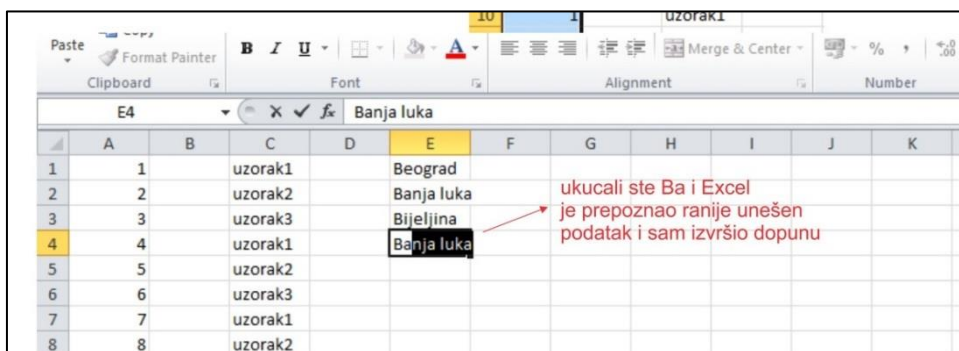 10 1 uzorak1
Paste Copy
Format Painter B I U A Merge & Center % , .00
Clipboard Font Alignment Number
E4 fx Banja luka
A B C D E F G H I J K
1 1 uzorak1 Beograd
2 2 uzorak2 Banja luka
3 3 uzorak3 Bijeljina
4 4 uzorak1 Banja luka
5 5 uzorak2
6 6 uzorak3
7 7 uzorak1
8 8 uzorak2
ukucali ste Ba i Excel
je prepoznao ranije unešen
podatak i sam izvršio dopunu